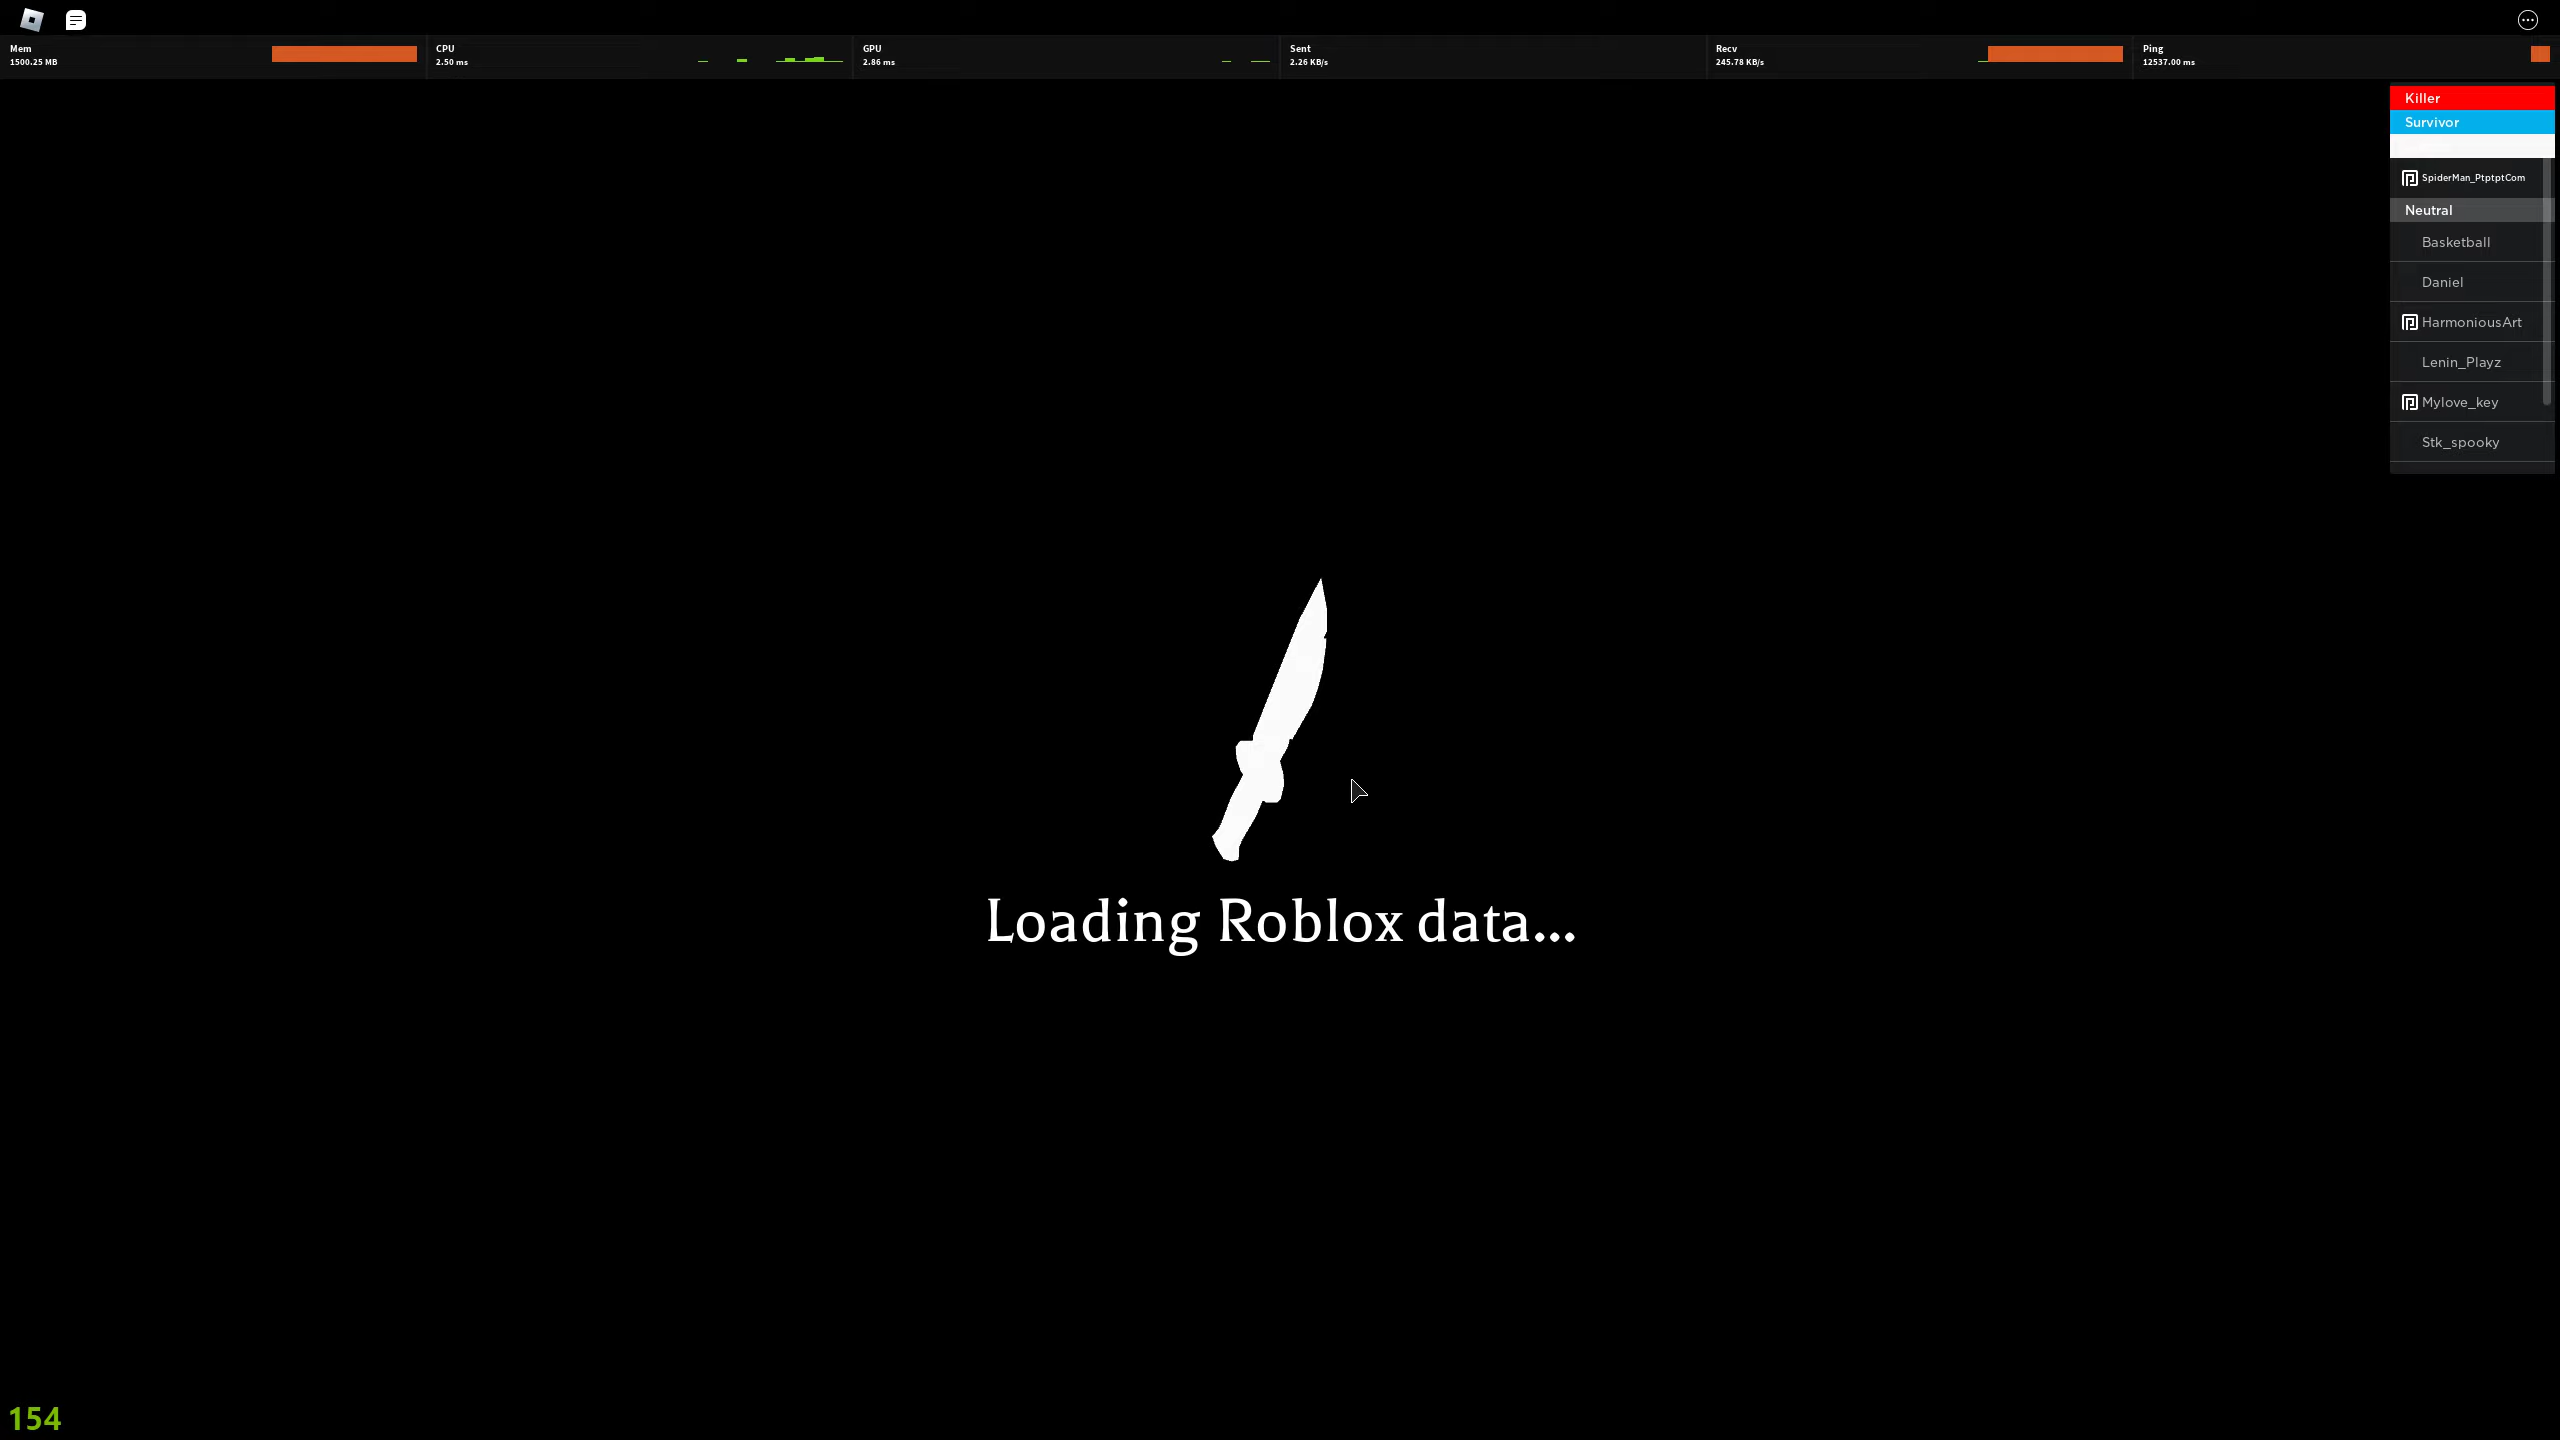 Mem
1500.25 MB
CPU
2.50 ms
GPU
2.86 ms
Sent
2.26 KB/s
Recv
245.78 KB/s
Ping
12537.00 ms
Killer
Survivor
SpiderMan_PtptptCom
Neutral
Basketball
Daniel
HarmoniousArt
Lenin_Playz
Mylove_key
Stk_spooky
Loading Roblox data...
154